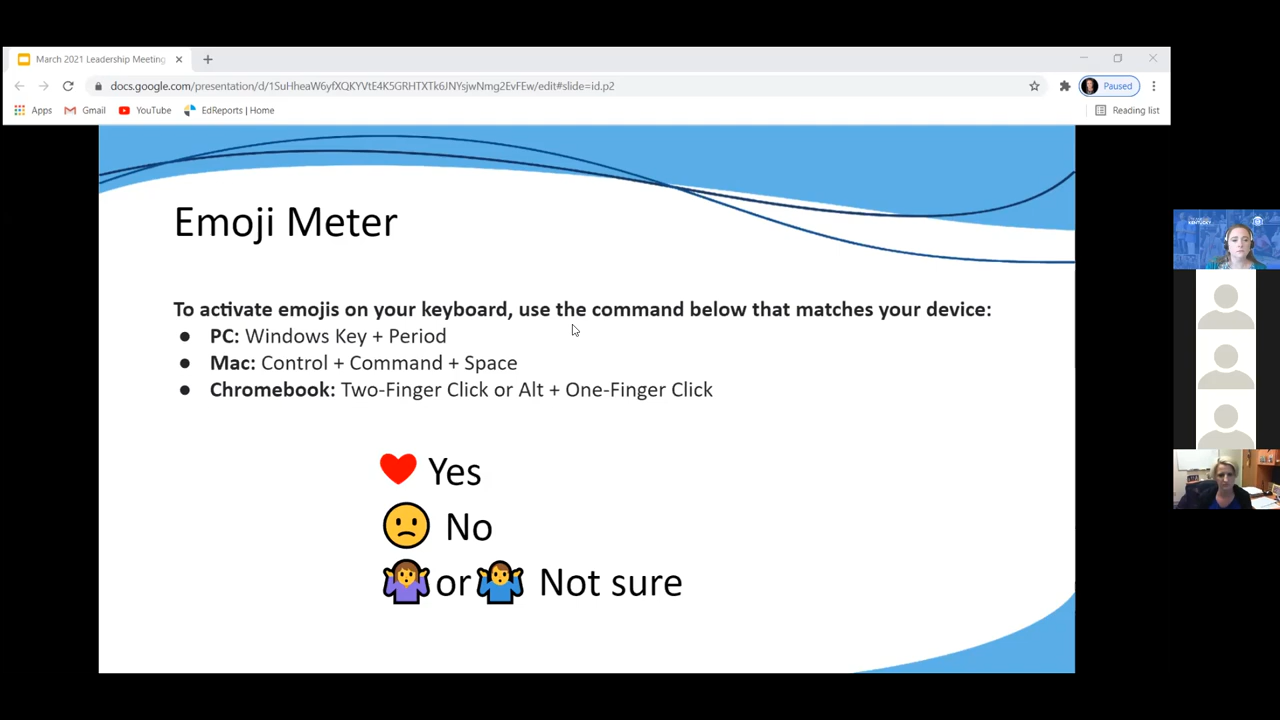 March 2021 Leadership Meeting
docs.google.com/presentation/d/1SuHheaW6yfXQKYVtE4K5GRHTXTk6JNYsjwNmg2EvFEw/edit#slide=id.p2
Paused
Apps
Gmail
YouTube
EdReports | Home
Reading list
Emoji Meter
To activate emojis on your keyboard, use the command below that matches your device:
● PC: Windows Key + Period
● Mac: Control + Command + Space
● Chromebook: Two-Finger Click or Alt + One-Finger Click
❤ Yes
🙁 No
🤷‍♀️or🤷‍♂️ Not sure
KENTUCKY